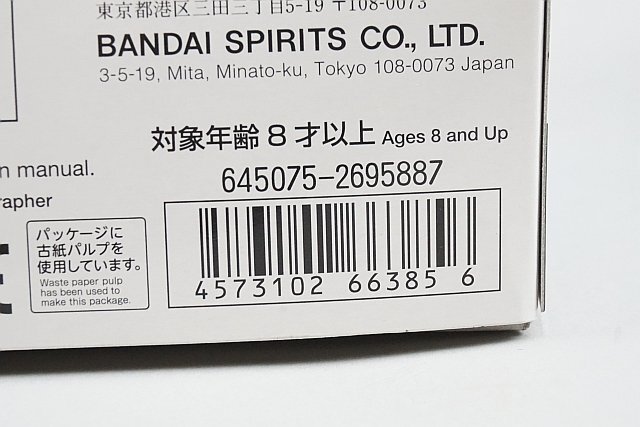 東京都港区三田三丁目5-19 〒108-0073
BANDAI SPIRITS CO., LTD.
3-5-19, Mita, Minato-ku, Tokyo 108-0073 Japan
対象年齢 8 才以上 Ages 8 and Up
n manual.
rapher
645075-2695887
4573102 66385 6
パッケージに
古紙パルプを
使用しています。
Waste paper pulp
has been used to
make this package.